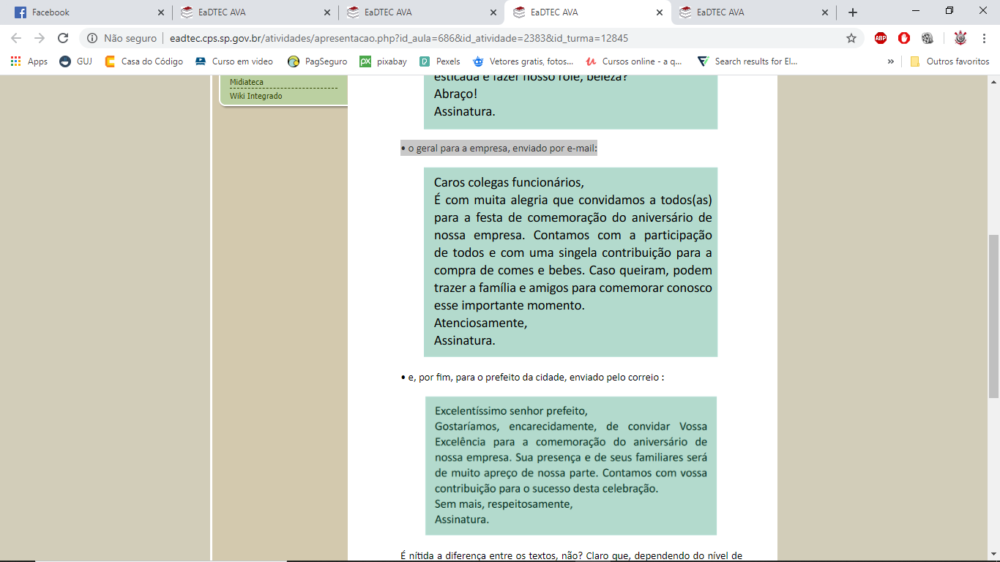 Facebook
EaDTEC AVA
EaDTEC AVA
EaDTEC AVA
EaDTEC AVA
Não seguro
eadtec.cps.sp.gov.br/atividades/apresentacao.php?id_aula=686&id_atividade=2383&id_turma=12845
ABP
Apps
GUJ
Casa do Código
Curso em video
PagSeguro
px pixabay
Pexels
Vetores gratis, fotos...
Cursos online - a q...
Search results for El...
»
Outros favoritos
Midiateca
Wiki Integrado
esticada e fazer nosso rolê, beleza?
Abraço!
Assinatura.
• o geral para a empresa, enviado por e-mail:
Caros colegas funcionários,
É com muita alegria que convidamos a todos(as)
para a festa de comemoração do aniversário de
nossa empresa. Contamos com a participação
de todos e com uma singela contribuição para a
compra de comes e bebes. Caso queiram, podem
trazer a família e amigos para comemorar conosco
esse importante momento.
Atenciosamente,
Assinatura.
• e, por fim, para o prefeito da cidade, enviado pelo correio :
Excelentíssimo senhor prefeito,
Gostaríamos, encarecidamente, de convidar Vossa
Excelência para a comemoração do aniversário de
nossa empresa. Sua presença e de seus familiares será
de muito apreço de nossa parte. Contamos com vossa
contribuição para o sucesso desta celebração.
Sem mais, respeitosamente,
Assinatura.
É nítida a diferença entre os textos, não? Claro que, dependendo do nível de